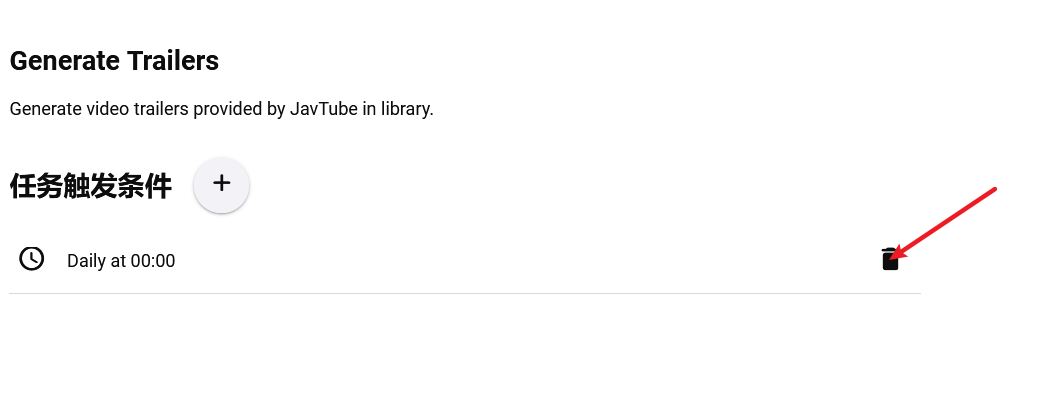 Generate Trailers
Generate video trailers provided by JavTube in library.
任务触发条件
Daily at 00:00